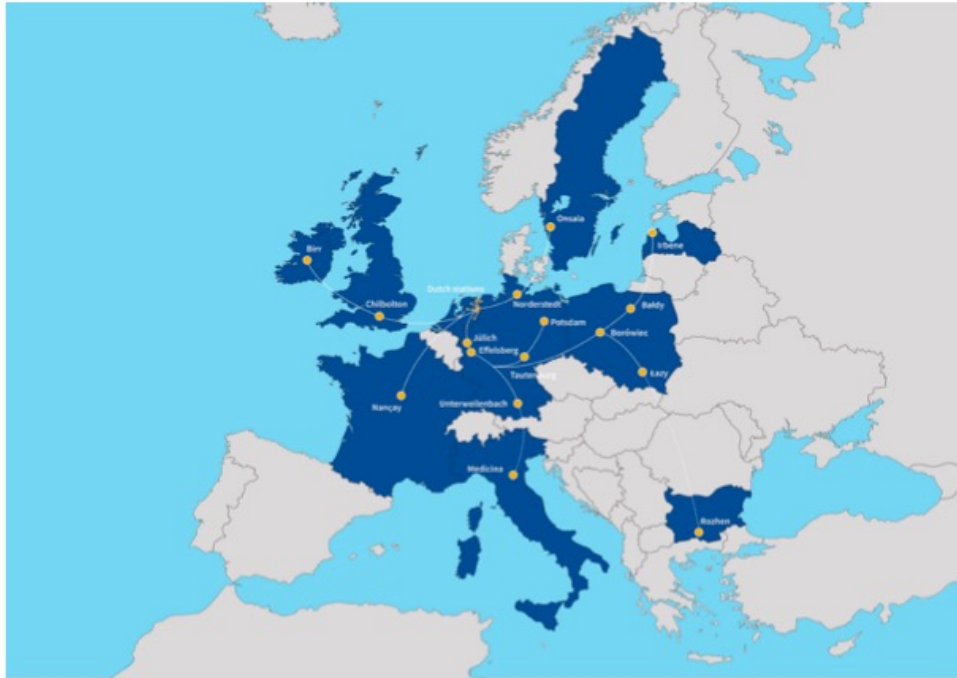 Onsala
Birr
Irbene
Dutch stations
Chilbolton
Norderstedt
Bałdy
Potsdam
Borówiec
Jülich
Effelsberg
Łazy
Tautenburg
Nançay
Unterweilenbach
Medicina
Rozhen